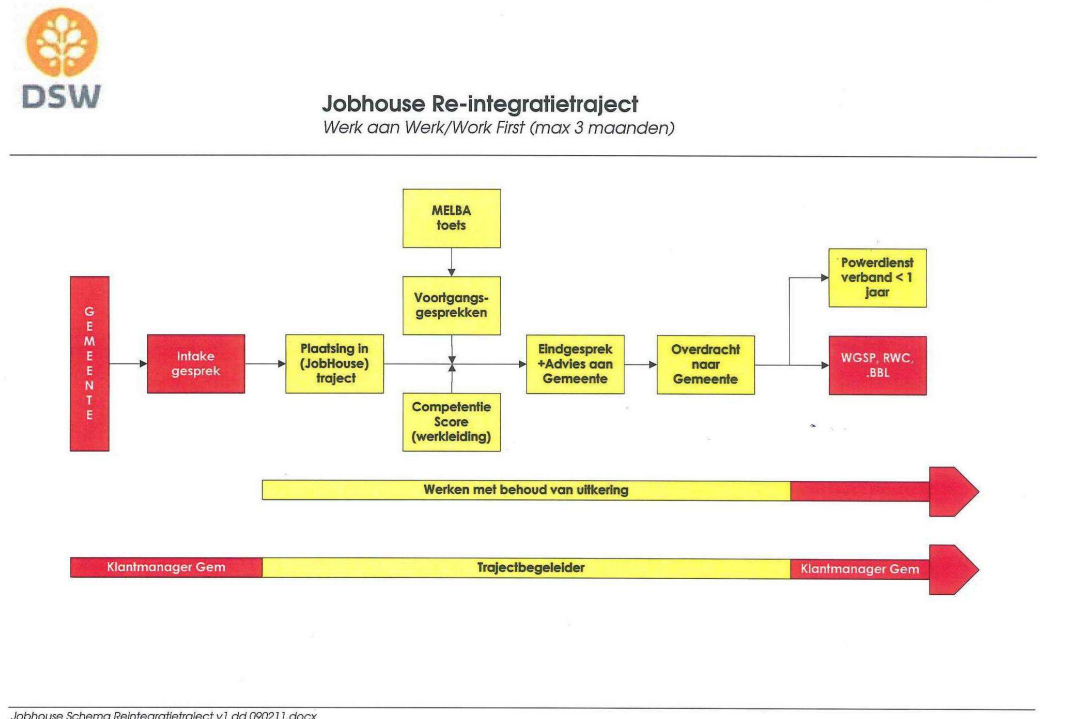 DSW
Jobhouse Re-integratietraject
Werk aan Werk/Work First (max 3 maanden)
MELBA
toets
Voortgangs-
gesprekken
GEMEENTE
Intake
gesprek
Plaatsing in
(JobHouse)
traject
Competentie
Score
(werkleiding)
Eindgesprek
+Advies aan
Gemeente
Overdracht
naar
Gemeente
Powerdienst
verband < 1
jaar
WGSP, RWC,
.BBL
Werken met behoud van uitkering
Klantmanager Gem
Trajectbegeleider
Klantmanager Gem
Jobhouse Schema Reintegratietraject v1 dd 090211.docx